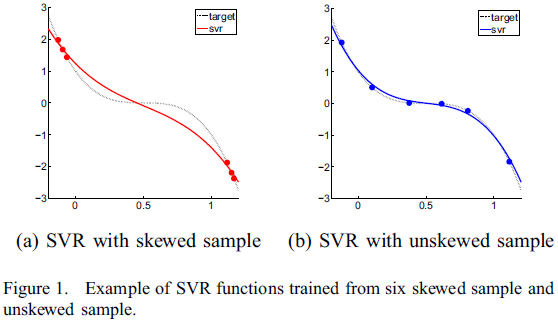 3
2
1
0
−1
−2
−3
0
0.5
1
target
svr
3
2
1
0
−1
−2
−3
0
0.5
1
target
svr
(a) SVR with skewed sample
(b) SVR with unskewed sample
Figure 1. Example of SVR functions trained from six skewed sample and
unskewed sample.